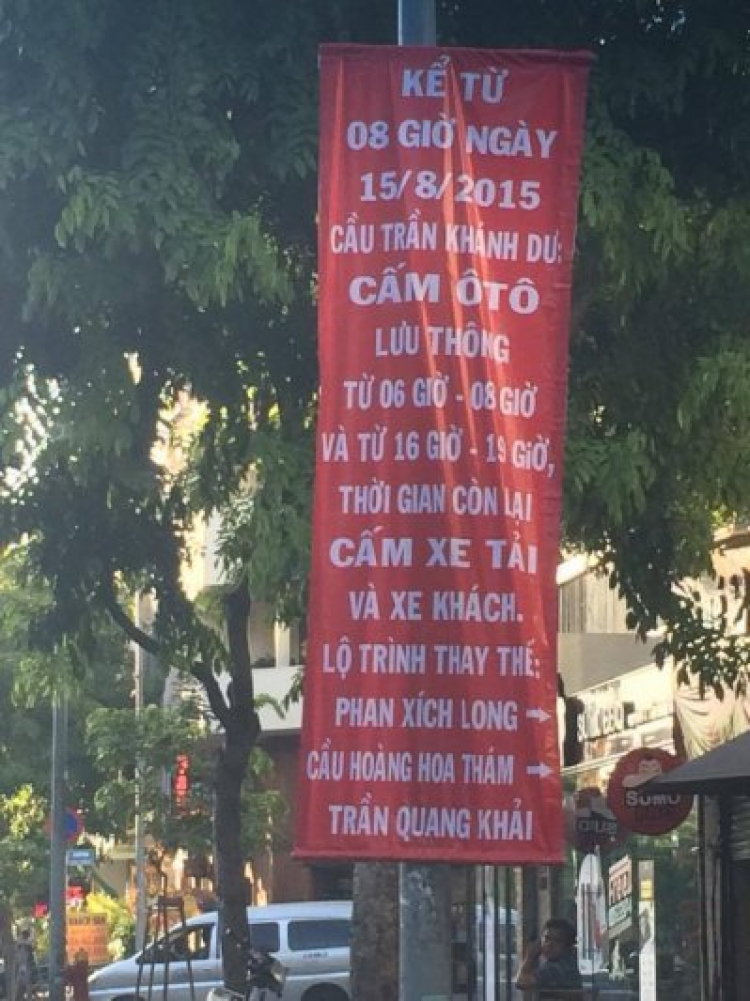 KỂ TỪ
08 GIỜ NGÀY
15/8/2015
CẦU TRẦN KHÁNH DƯ:
CẤM ÔTÔ
LƯU THÔNG
TỪ 06 GIỜ - 08 GIỜ
VÀ TỪ 16 GIỜ - 19 GIỜ,
THỜI GIAN CÒN LẠI
CẤM XE TẢI
VÀ XE KHÁCH.
LỘ TRÌNH THAY THẾ:
PHAN XÍCH LONG →
CẦU HOÀNG HOA THÁM →
TRẦN QUANG KHẢI
SUMO